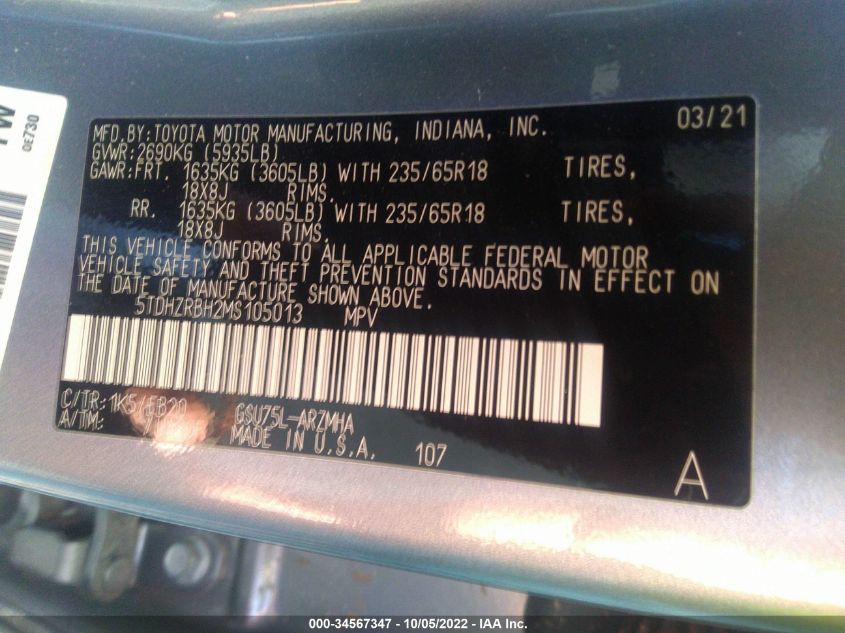 0E730
MFD. BY: TOYOTA MOTOR MANUFACTURING, INDIANA, INC. 03/21
GVWR: 2690KG (5935LB)
GAWR: FRT. 1635KG (3605LB) WITH 235/65R18 TIRES,
18X8J RIMS.
RR. 1635KG (3605LB) WITH 235/65R18 TIRES,
18X8J RIMS.
THIS VEHICLE CONFORMS TO ALL APPLICABLE FEDERAL MOTOR
VEHICLE SAFETY AND THEFT PREVENTION STANDARDS IN EFFECT ON
THE DATE OF MANUFACTURE SHOWN ABOVE.
5TDHZRBH2MS105013 MPV
C/TR: 1K5/EB20 GSU75L-ARZMHA
A/TM: MADE IN U.S.A. 107
A
000-34567347 - 10/05/2022 - IAA Inc.